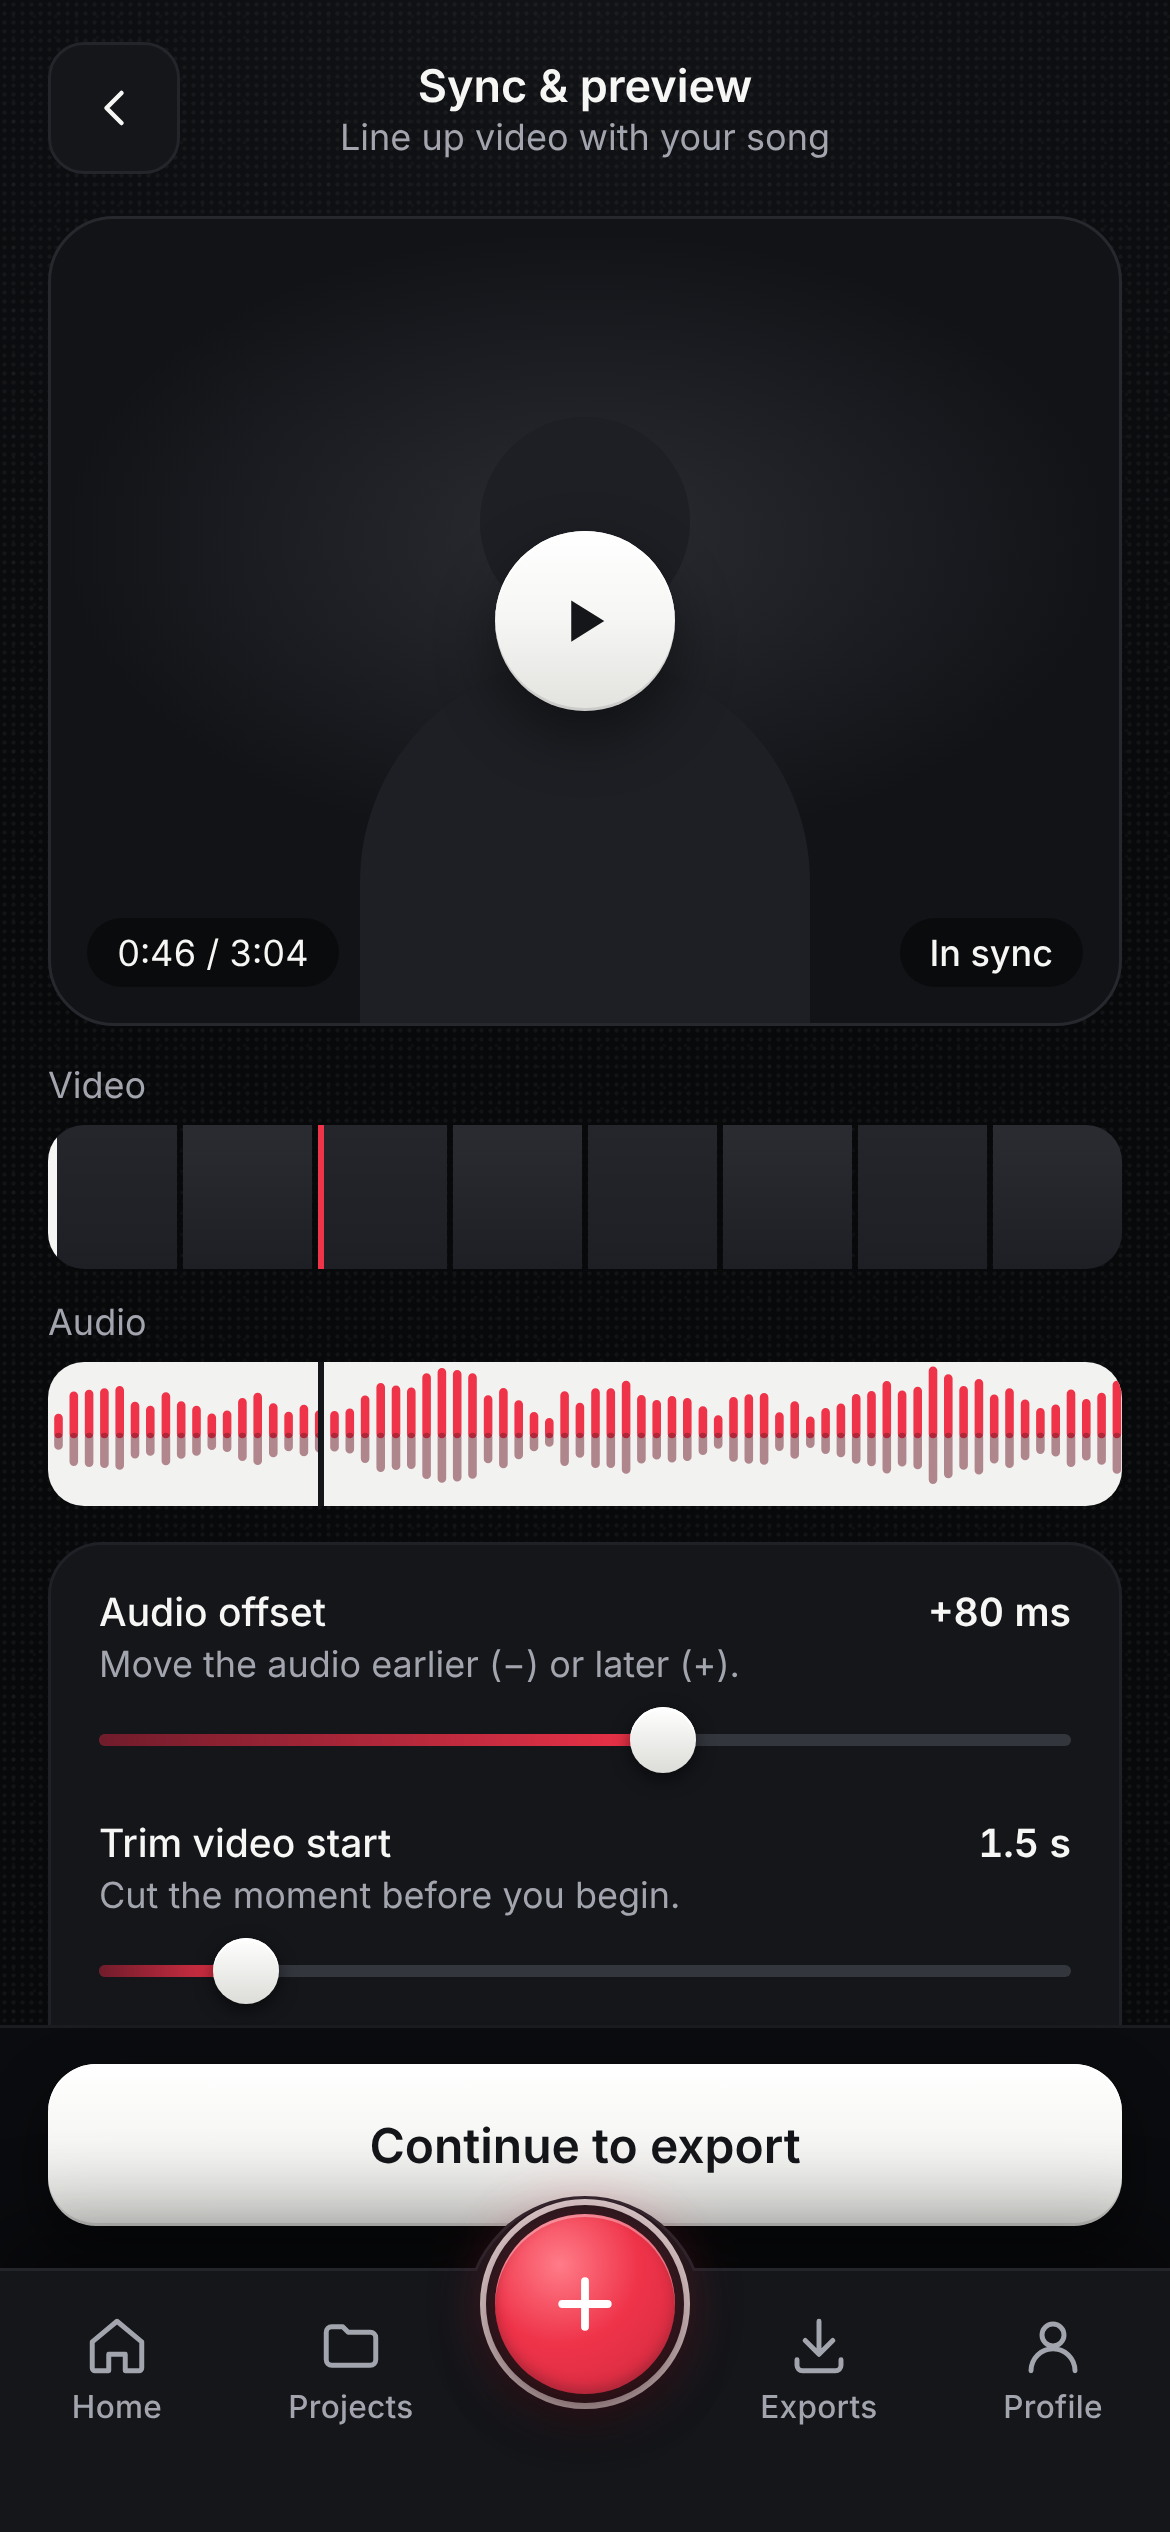 Sync & preview
Line up video with your song
0:46 / 3:04
In sync
Video
Audio
Audio offset
+80 ms
Move the audio earlier (−) or later (+).
Trim video start
1.5 s
Cut the moment before you begin.
Continue to export
Home
Projects
Exports
Profile